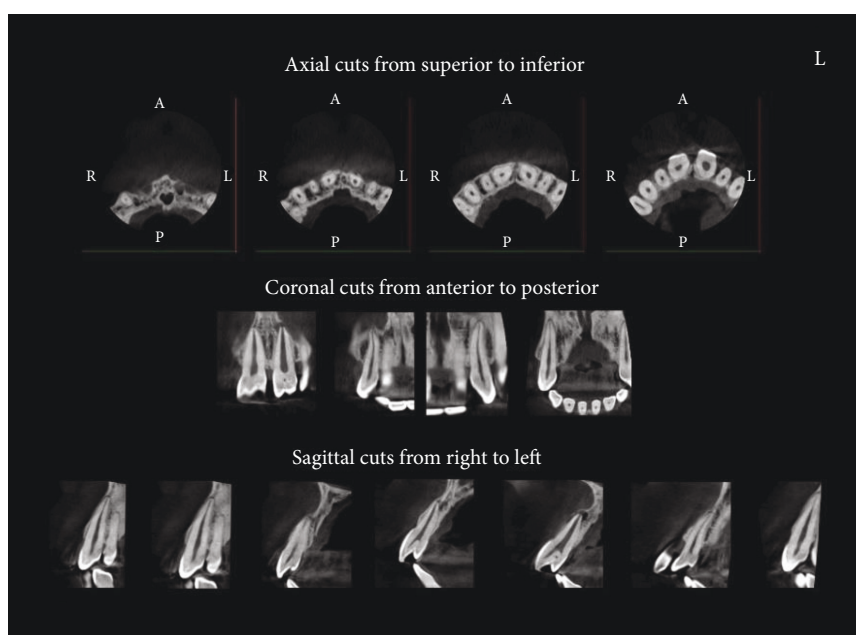 L
Axial cuts from superior to inferior
A A A A
R L R L R L R L
P P P P
Coronal cuts from anterior to posterior
Sagittal cuts from right to left